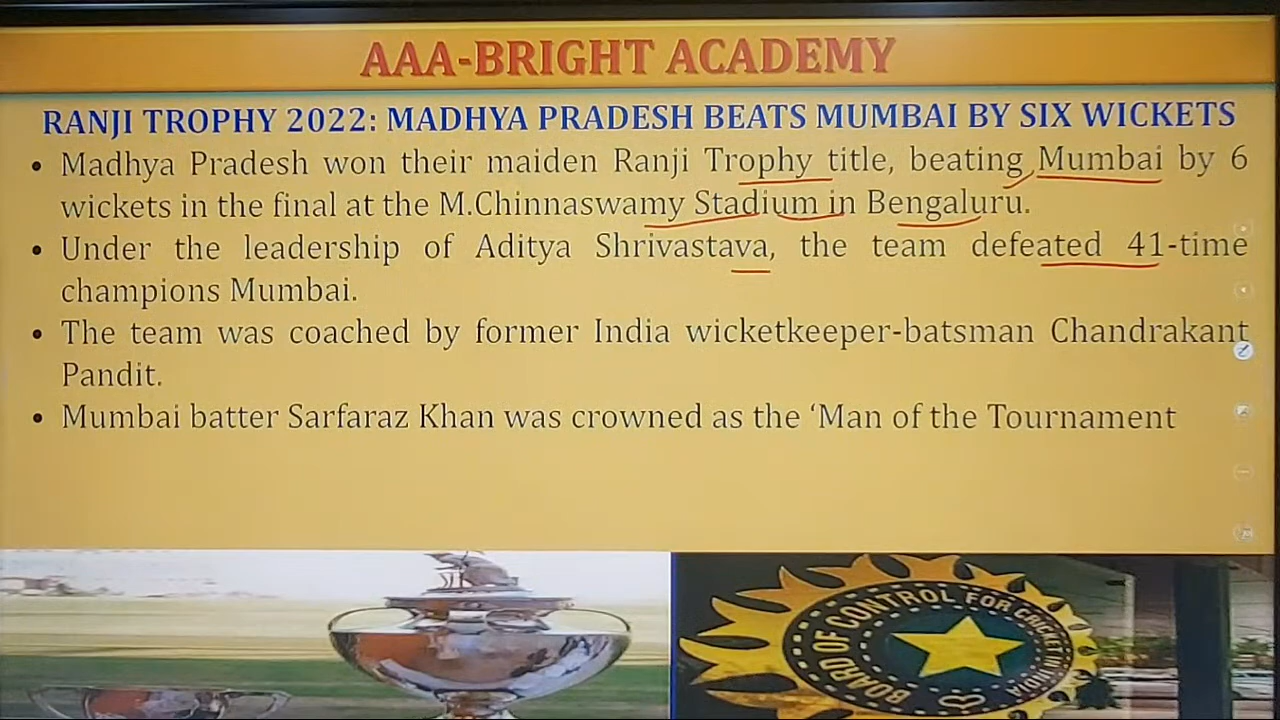 AAA-BRIGHT ACADEMY
RANJI TROPHY 2022: MADHYA PRADESH BEATS MUMBAI BY SIX WICKETS
• Madhya Pradesh won their maiden Ranji Trophy title, beating Mumbai by 6
wickets in the final at the M.Chinnaswamy Stadium in Bengaluru.
• Under the leadership of Aditya Shrivastava, the team defeated 41-time
champions Mumbai.
• The team was coached by former India wicketkeeper-batsman Chandrakant
Pandit.
• Mumbai batter Sarfaraz Khan was crowned as the ‘Man of the Tournament
BOARD OF CONTROL FOR CRICKET IN INDIA